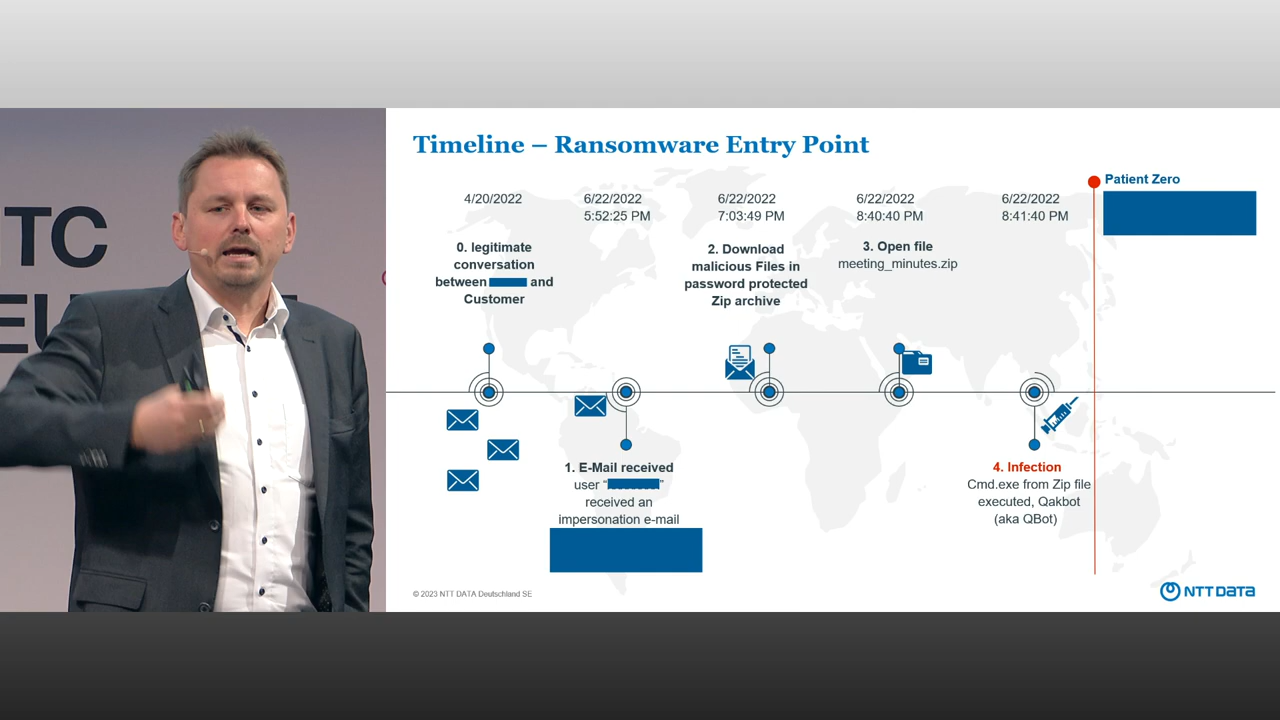 TC
EU
Timeline – Ransomware Entry Point
4/20/2022
0. legitimate
conversation
between and
Customer
6/22/2022
5:52:25 PM
1. E-Mail received
user “ ”
received an
impersonation e-mail
6/22/2022
7:03:49 PM
2. Download
malicious Files in
password protected
Zip archive
6/22/2022
8:40:40 PM
3. Open file
meeting_minutes.zip
6/22/2022
8:41:40 PM
4. Infection
Cmd.exe from Zip file
executed, Qakbot
(aka QBot)
Patient Zero
© 2023 NTT DATA Deutschland SE
NTT DATA